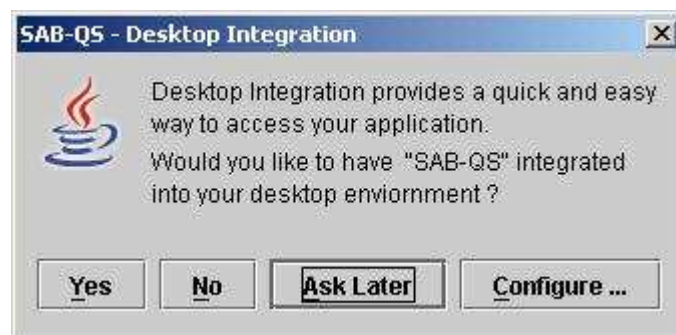 SAB-QS - Desktop Integration
Desktop Integration provides a quick and easy
way to access your application.
Would you like to have "SAB-QS" integrated
into your desktop enviornment ?
Yes No Ask Later Configure ...